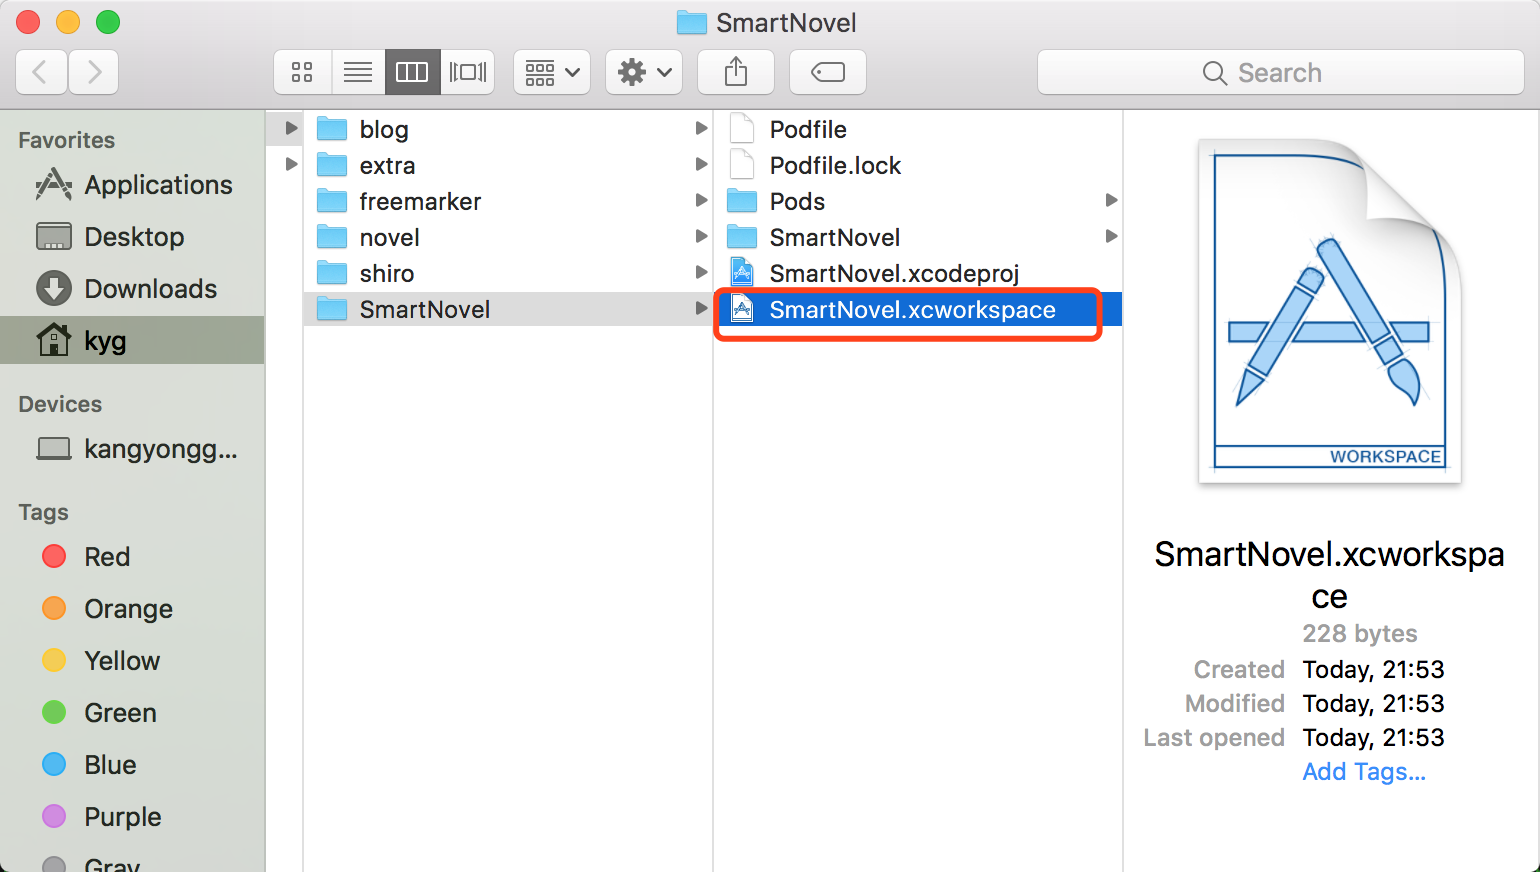 SmartNovel
Search
Favorites
Applications
Desktop
Downloads
kyg
Devices
kangyongg...
Tags
Red
Orange
Yellow
Green
Blue
Purple
Gray
blog
extra
freemarker
novel
shiro
SmartNovel
Podfile
Podfile.lock
Pods
SmartNovel
SmartNovel.xcodeproj
SmartNovel.xcworkspace
WORKSPACE
SmartNovel.xcworkspa
ce
228 bytes
Created Today, 21:53
Modified Today, 21:53
Last opened Today, 21:53
Add Tags...